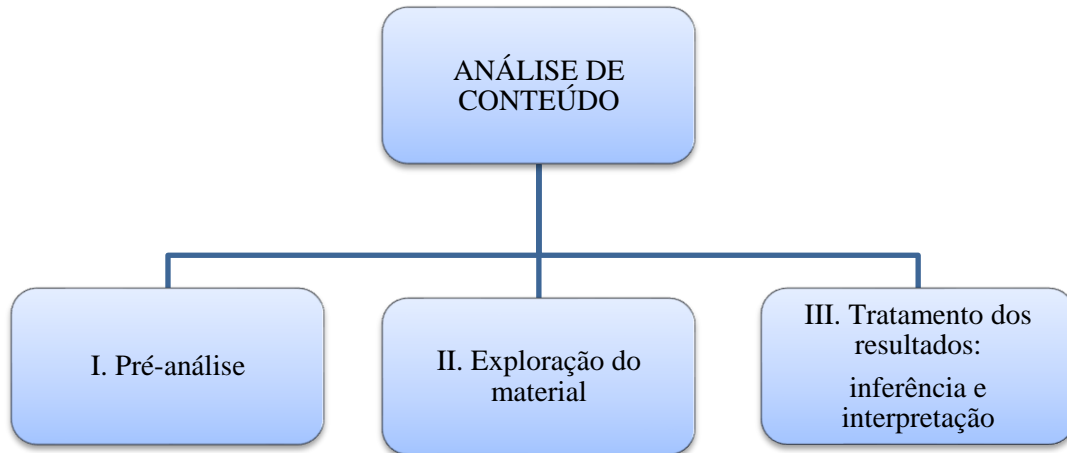 ANÁLISE DE
CONTEÚDO
I. Pré-análise
II. Exploração do
material
III. Tratamento dos
resultados:
inferência e
interpretação